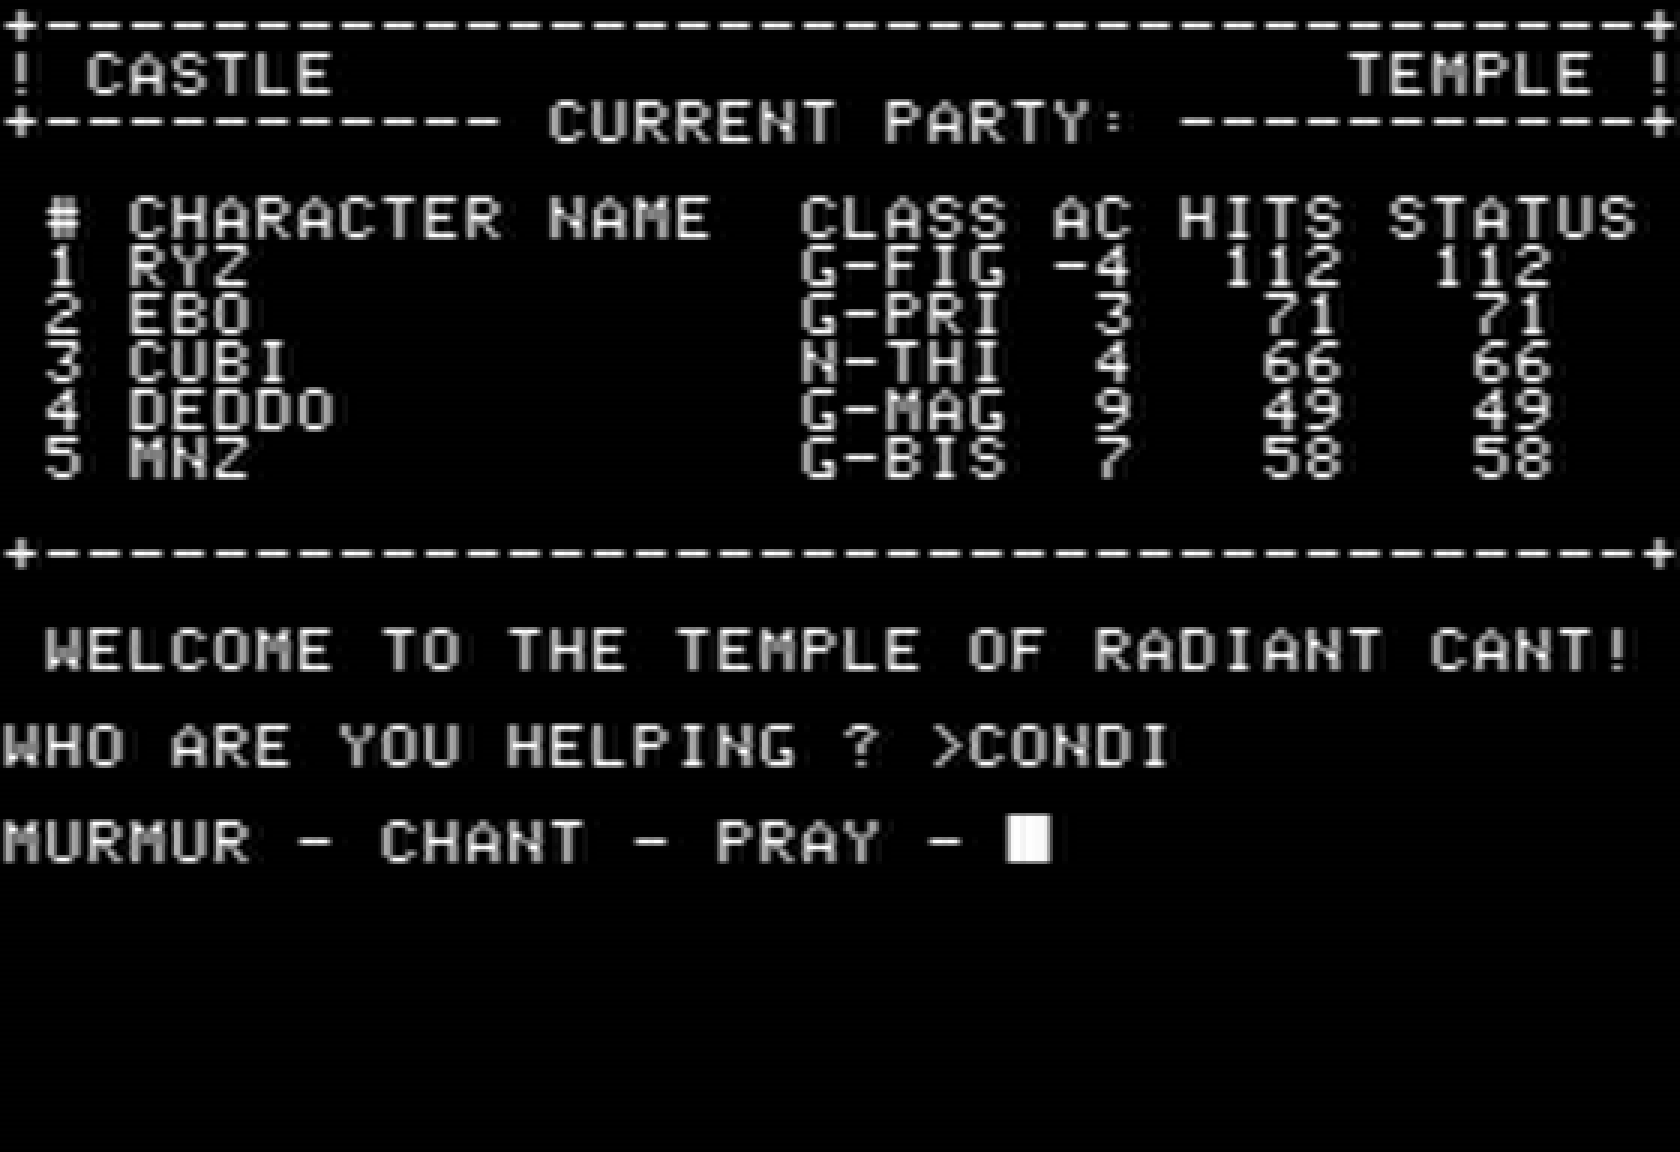 +--------------------------------------+
! CASTLE                        TEMPLE !
+----------- CURRENT PARTY: -----------+
# CHARACTER NAME  CLASS AC HITS STATUS
1 RYZ             G-FIG -4  112  112
2 EBO             G-PRI  3   71   71
3 CUBI            N-THI  4   66   66
4 DEDDO           G-MAG  9   49   49
5 MNZ             G-BIS  7   58   58
+--------------------------------------+
WELCOME TO THE TEMPLE OF RADIANT CANT!
WHO ARE YOU HELPING ? >CONDI
MURMUR - CHANT - PRAY -